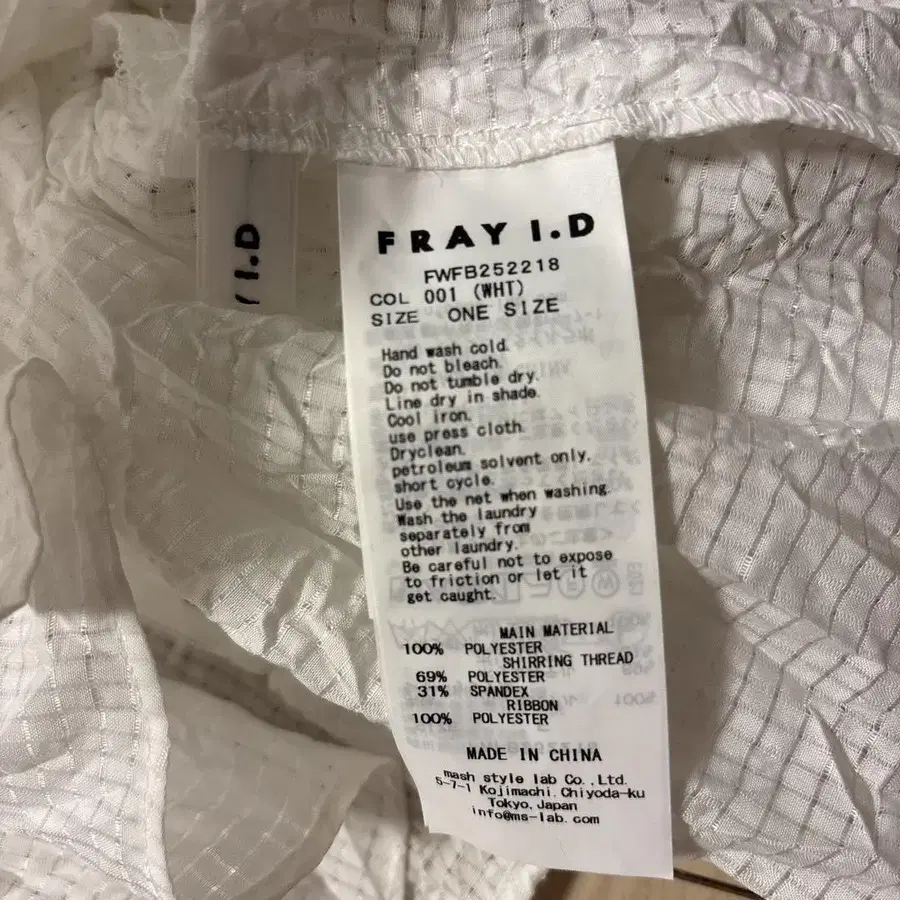 Y I.D
FRAY I.D
FWFB252218
COL 001 (WHT)
SIZE ONE SIZE
Hand wash cold.
Do not bleach.
Do not tumble dry.
Line dry in shade.
Cool iron.
use press cloth.
Dryclean.
petroleum solvent only.
short cycle.
Use the net when washing.
Wash the laundry
separately from
other laundry.
Be careful not to expose
to friction or let it
get caught.
MAIN MATERIAL
100% POLYESTER
SHIRRING THREAD
69% POLYESTER
31% SPANDEX
RIBBON
100% POLYESTER
MADE IN CHINA
mash style lab Co.,Ltd.
5-7-1 Kojimachi.Chiyoda-ku
Tokyo,Japan
info@ms-lab.com